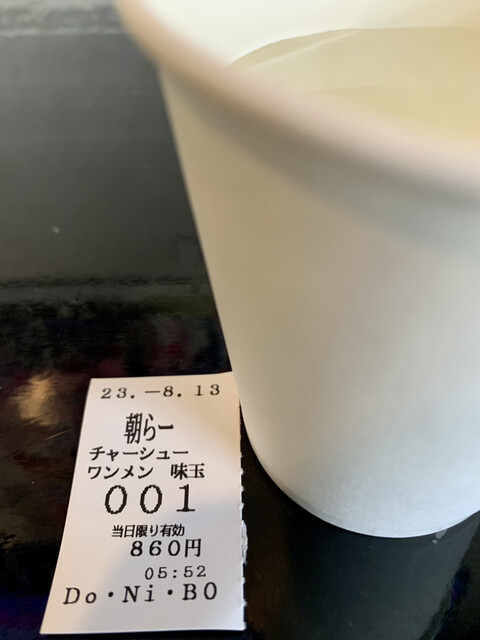 23.-8.13
朝らー
チャーシュー
ワンメン 味玉
001
当日限り有効
860円
05:52
Do・Ni・BO